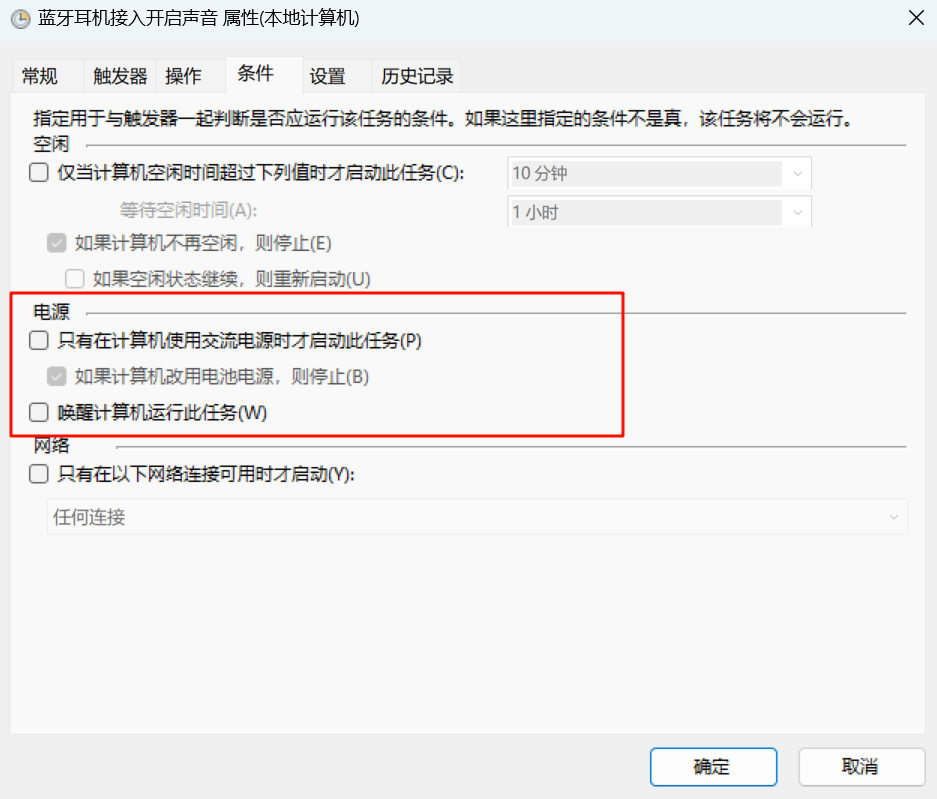 蓝牙耳机接入开启声音 属性(本地计算机)
常规 触发器 操作 条件 设置 历史记录
指定用于与触发器一起判断是否应运行该任务的条件。如果这里指定的条件不是真，该任务将不会运行。
空闲
仅当计算机空闲时间超过下列值时才启动此任务(C): 10 分钟
等待空闲时间(A): 1 小时
如果计算机不再空闲，则停止(E)
如果空闲状态继续，则重新启动(U)
电源
只有在计算机使用交流电源时才启动此任务(P)
如果计算机改用电池电源，则停止(B)
唤醒计算机运行此任务(W)
网络
只有在以下网络连接可用时才启动(Y):
任何连接
确定 取消